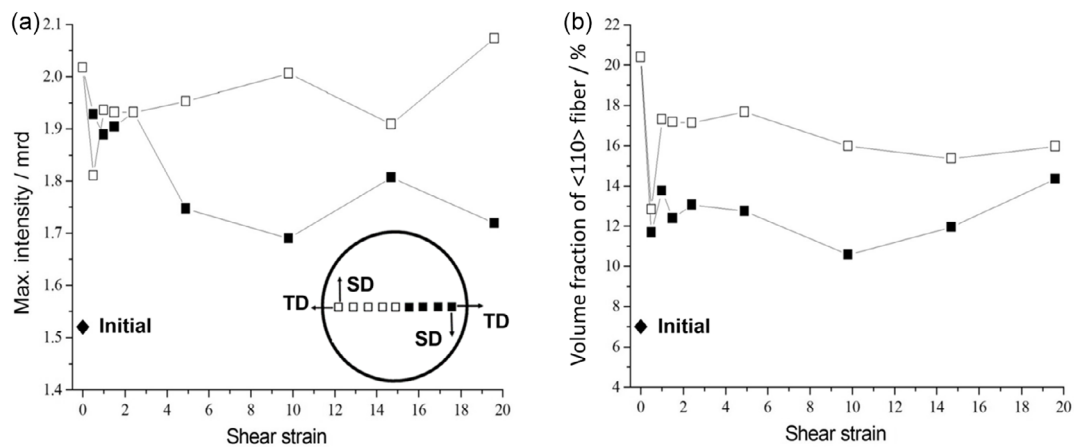 (a)
2.1
2.0
1.9
1.8
1.7
1.6
1.5
1.4
Max. intensity / mrd
SD
TD
TD
SD
Initial
0 2 4 6 8 10 12 14 16 18 20
Shear strain
(b)
22
20
18
16
14
12
10
8
6
4
Volume fraction of <110> fiber / %
Initial
0 2 4 6 8 10 12 14 16 18 20
Shear strain